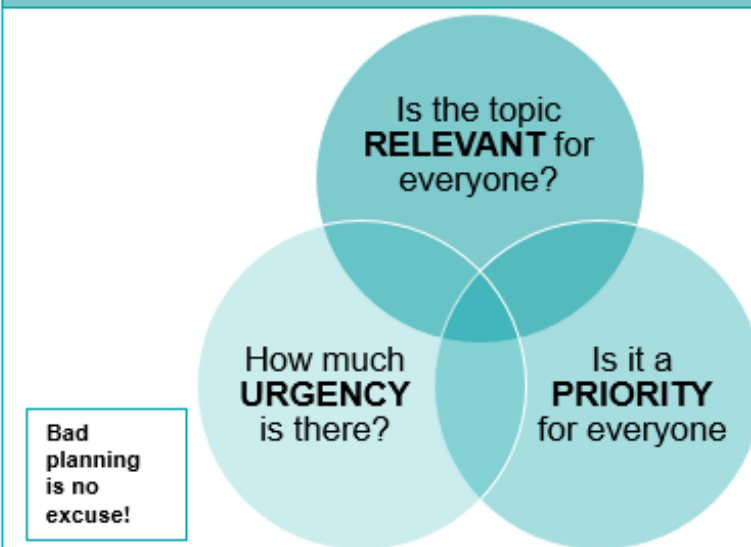 Is the topic
RELEVANT for
everyone?
How much
URGENCY
is there?
Is it a
PRIORITY
for everyone
Bad
planning
is no
excuse!